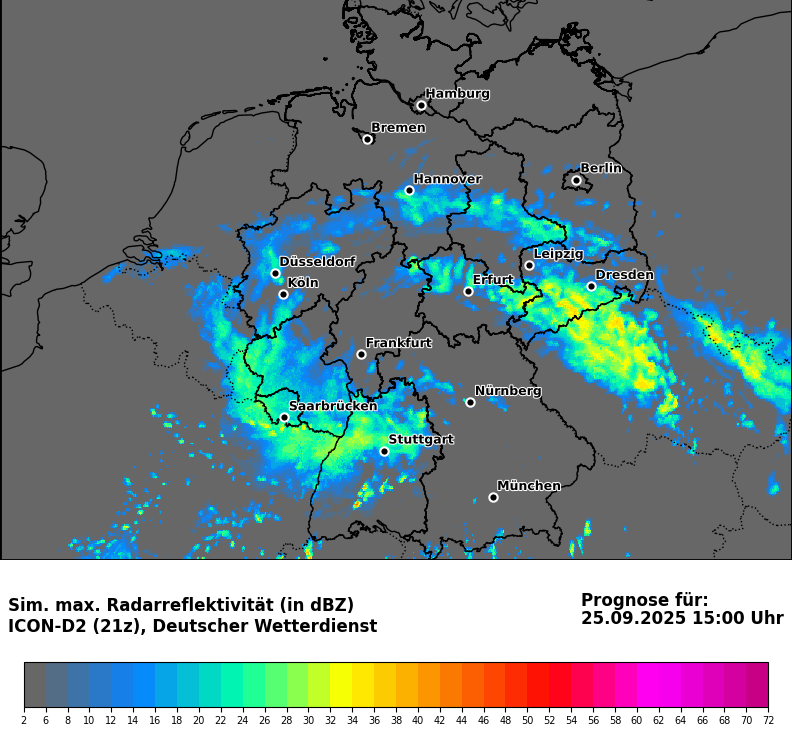 Hamburg
Bremen
Berlin
Hannover
Leipzig
Düsseldorf
Dresden
Köln
Erfurt
Frankfurt
Nürnberg
Saarbrücken
Stuttgart
München
Sim. max. Radarreflektivität (in dBZ)
ICON-D2 (21z), Deutscher Wetterdienst
Prognose für:
25.09.2025 15:00 Uhr
2 6 8 10 12 14 16 18 20 22 24 26 28 30 32 34 36 38 40 42 44 46 48 50 52 54 56 58 60 62 64 66 68 70 72